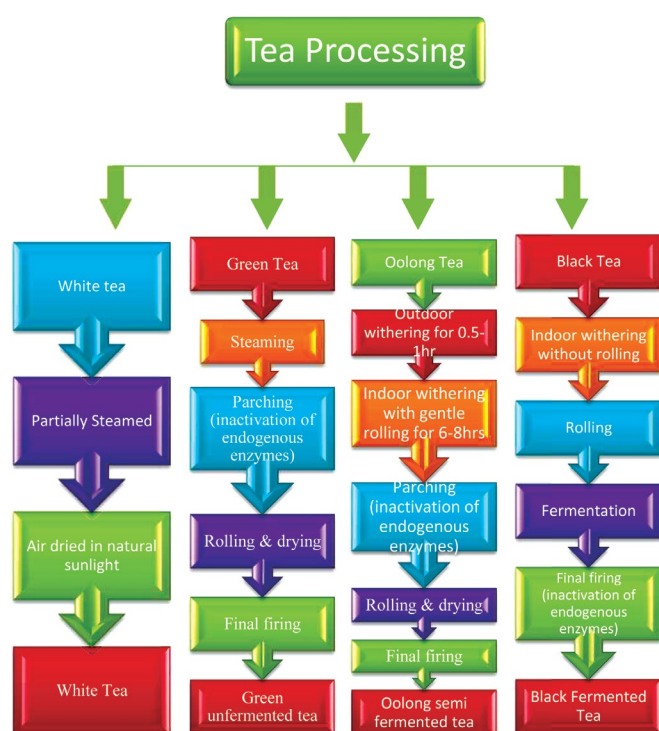 Tea Processing
White tea
Partially Steamed
Air dried in natural
sunlight
White Tea
Green Tea
Steaming
Parching
(inactivation of
endogenous
enzymes)
Rolling & drying
Final firing
Green
unfermented tea
Oolong Tea
Outdoor
withering for 0.5-
1hr
Indoor withering
with gentle
rolling for 6-8hrs
Parching
(inactivation of
endogenous
enzymes)
Rolling & drying
Final firing
Oolong semi
fermented tea
Black Tea
Indoor withering
without rolling
Rolling
Fermentation
Final firing
(inactivation of
endogenous
enzymes)
Black Fermented
Tea